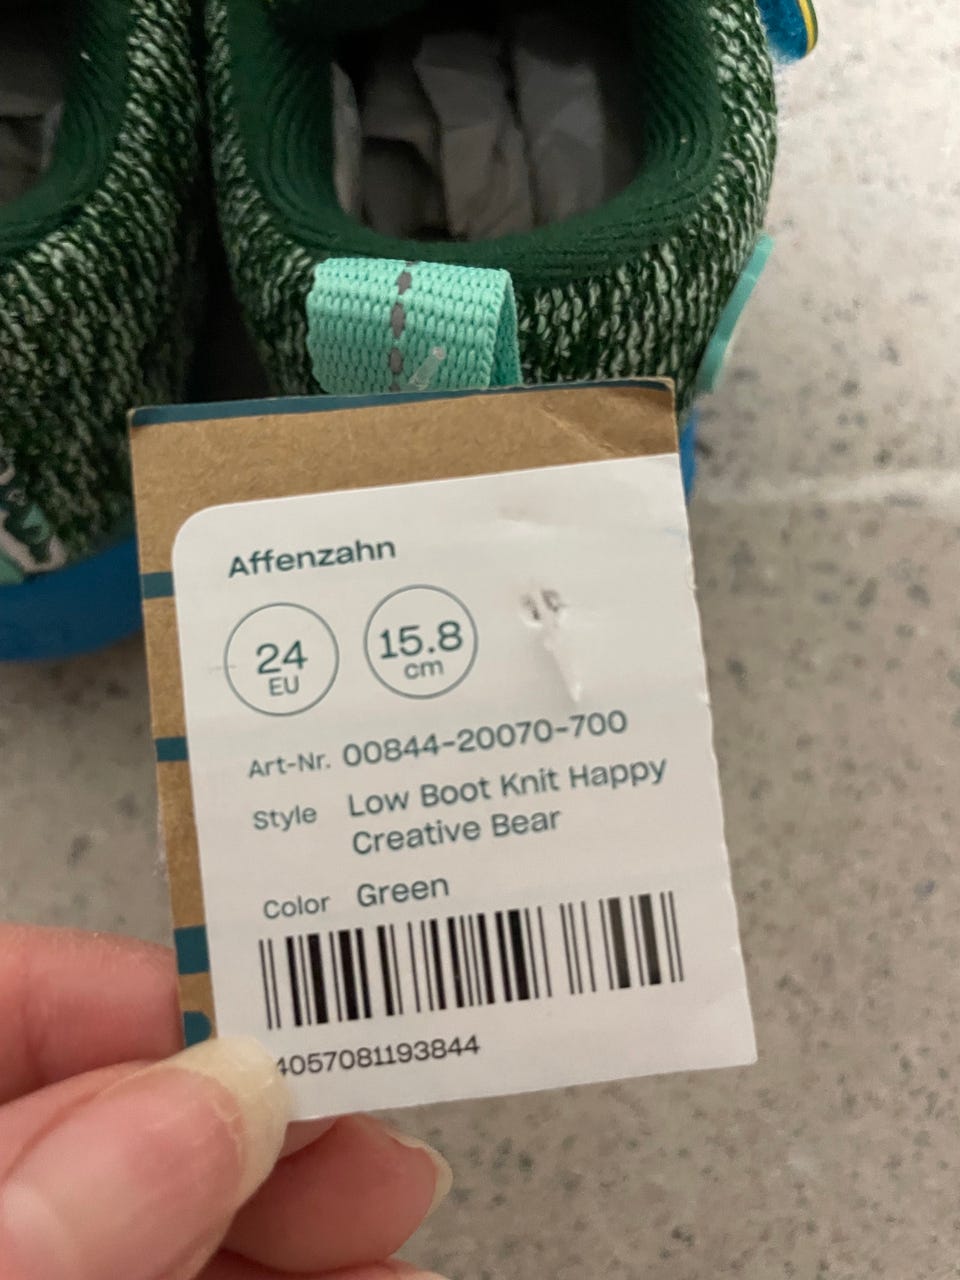 Affenzahn
24
EU
15.8
cm
Art-Nr. 00844-20070-700
Style Low Boot Knit Happy
Creative Bear
Color Green
4057081193844